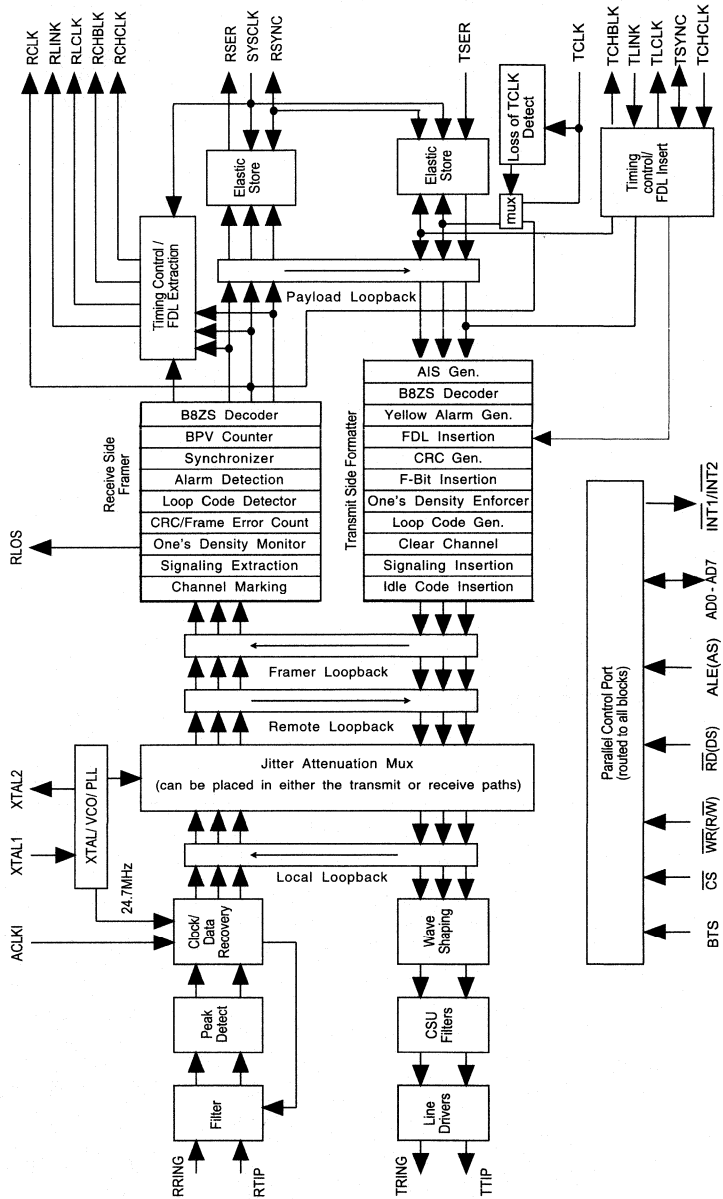 RCLK
RLINK
RLCLK
RCHBLK
RCHCLK
RSER
SYSCLK
RSYNC
TSER
TCLK
TCHBLK
TLINK
TLCLK
TSYNC
TCHCLK
Loss of TCLK
Detect
mux
Elastic
Store
Elastic
Store
Timing
control/
FDL Insert
Timing Control /
FDL Extraction
Payload Loopback
Receive Side
Framer
B8ZS Decoder
BPV Counter
Synchronizer
Alarm Detection
Loop Code Detector
CRC/Frame Error Count
One's Density Monitor
Signaling Extraction
Channel Marking
Transmit Side Formatter
AIS Gen.
B8ZS Decoder
Yellow Alarm Gen.
FDL Insertion
CRC Gen.
F-Bit Insertion
One's Density Enforcer
Loop Code Gen.
Clear Channel
Signaling Insertion
Idle Code Insertion
RLOS
Framer Loopback
Remote Loopback
Jitter Attenuation Mux
(can be placed in either the transmit or receive paths)
Local Loopback
XTAL2
XTAL1
ACLKI
XTAL/ VCO/ PLL
24.7MHz
Clock/
Data
Recovery
Peak
Detect
Filter
RRING
RTIP
Wave
Shaping
CSU
Filters
Line
Drivers
TRING
TTIP
Parallel Control Port
(routed to all blocks)
INT1/INT2
AD0 - AD7
ALE(AS)
RD(DS)
WR(R/W)
CS
BTS